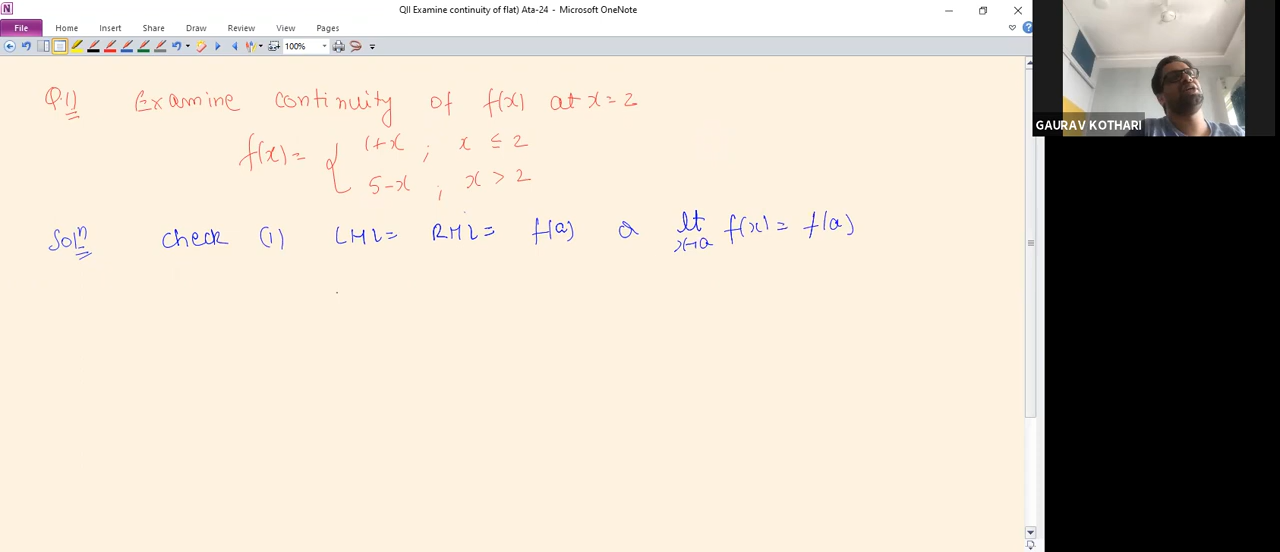 QII Examine continuity of f(at) Ata-24 - Microsoft OneNote
File Home Insert Share Draw Review View Pages
100%
GAURAV KOTHARI
Q.1) Examine continuity of f(x) at x=2
f(x)= { 1+x ; x ≤ 2
5-x ; x > 2
Solⁿ Check (1) LHL= RHL= f(a) or lt x→a f(x)= f(a)